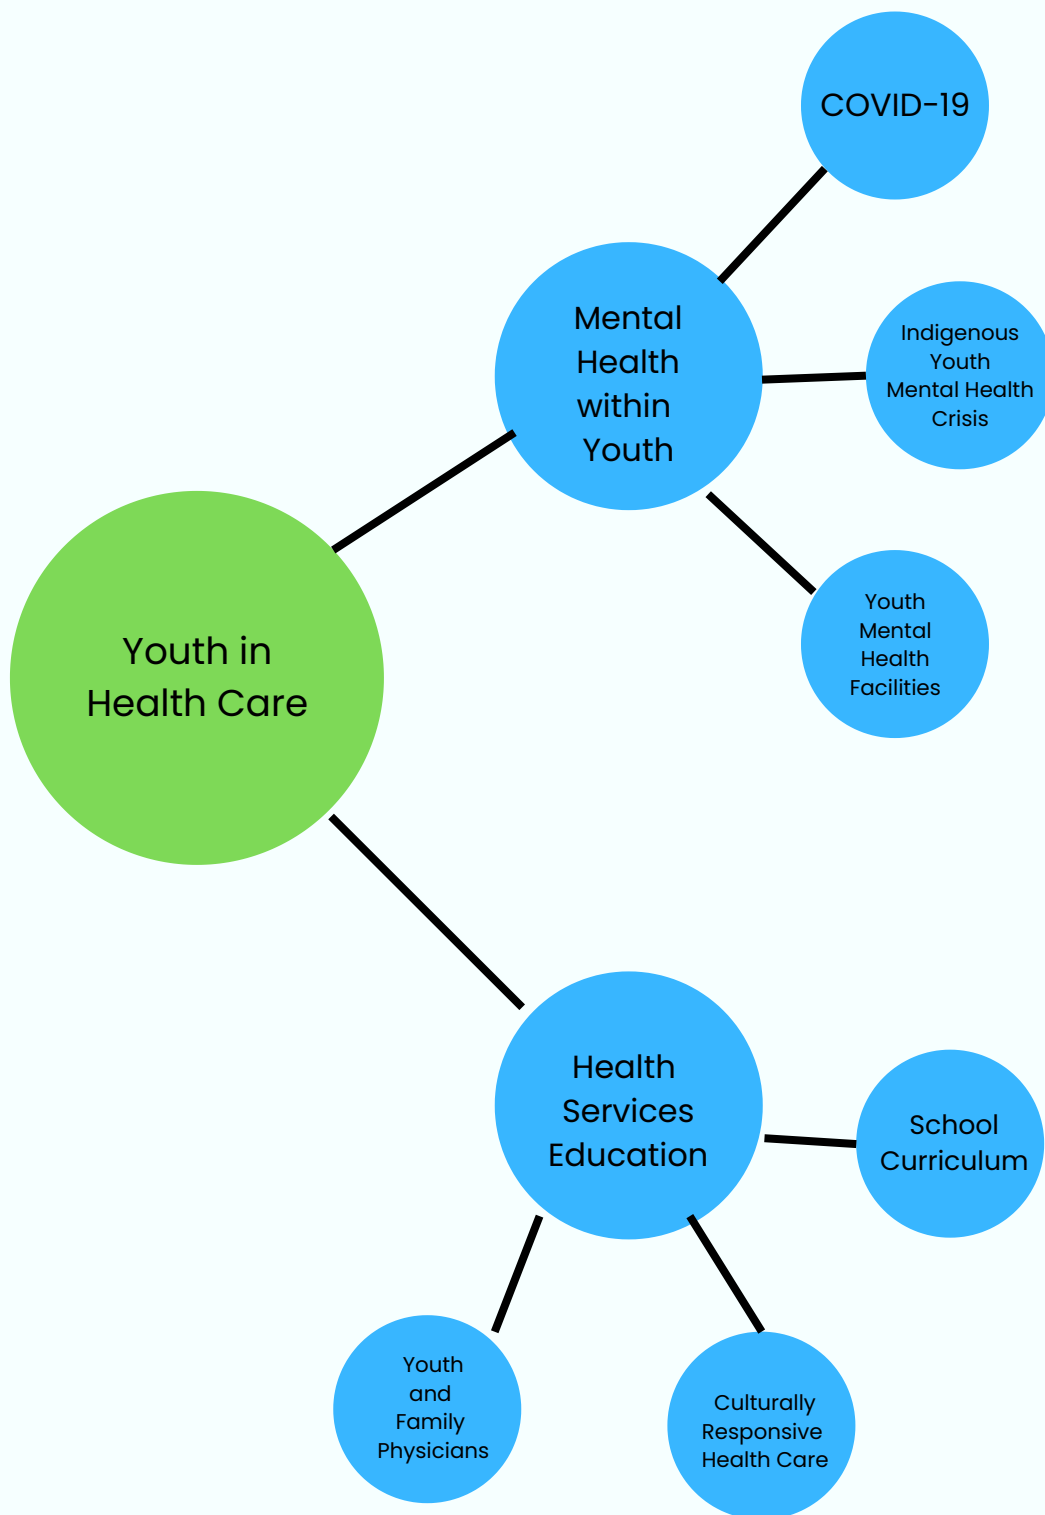 COVID-19
Mental
Health
within
Youth
Indigenous
Youth
Mental Health
Crisis
Youth
Mental
Health
Facilities
Youth in
Health Care
Health
Services
Education
School
Curriculum
Youth
and
Family
Physicians
Culturally
Responsive
Health Care